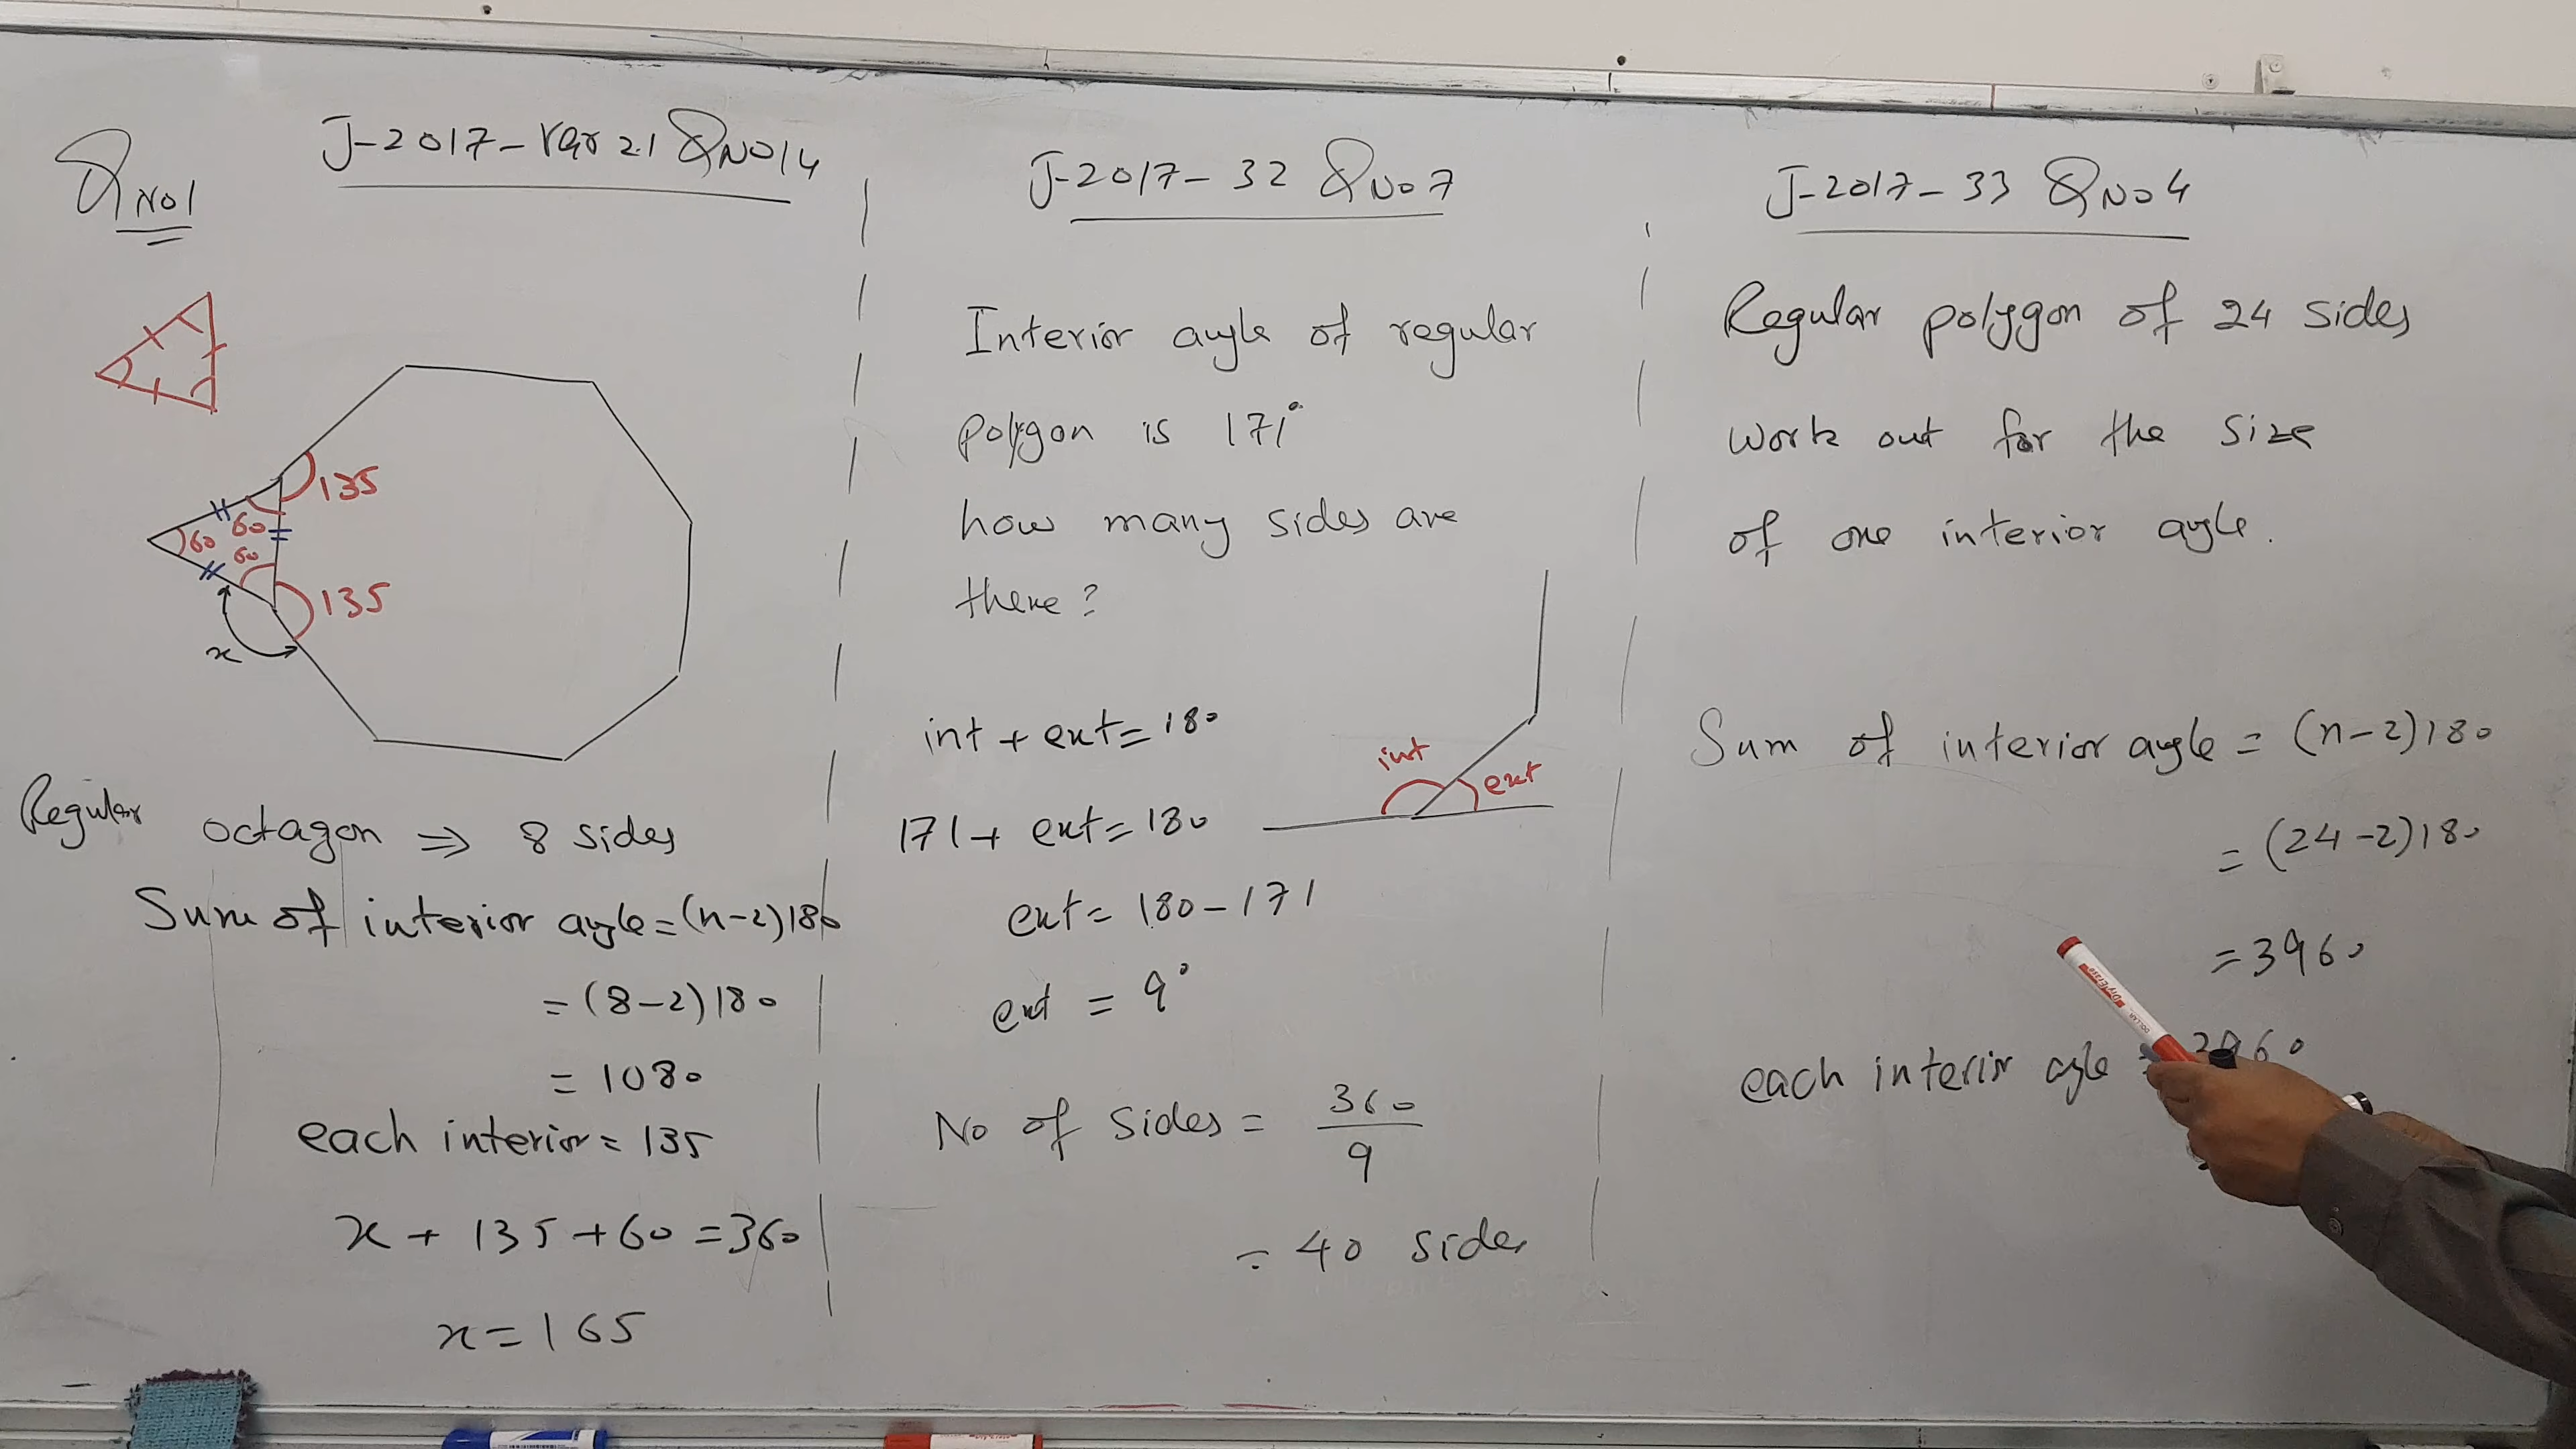 QNO1
J-2017-Var 21 QNO14
135
60
60
60
135
x
Regular octagon ⇒ 8 sides
Sum of interior angle=(n-2)180
=(8-2)180
= 1080
each interior= 135
x + 135+60 =360
x=165
J-2017-32 QNO7
Interior angle of regular
polygon is 171°
how many sides are
there?
int + ext=180
int
ext
171+ ext=180
ext= 180-171
ext = 9°
No of Sides= 360
9
= 40 sides
J-2017-33 QNO4
Regular polygon of 24 sides
work out for the size
of one interior angle.
Sum of interior angle= (n-2)180
= (24-2)180
=3960
each interior agle = 3960
DOLLAR